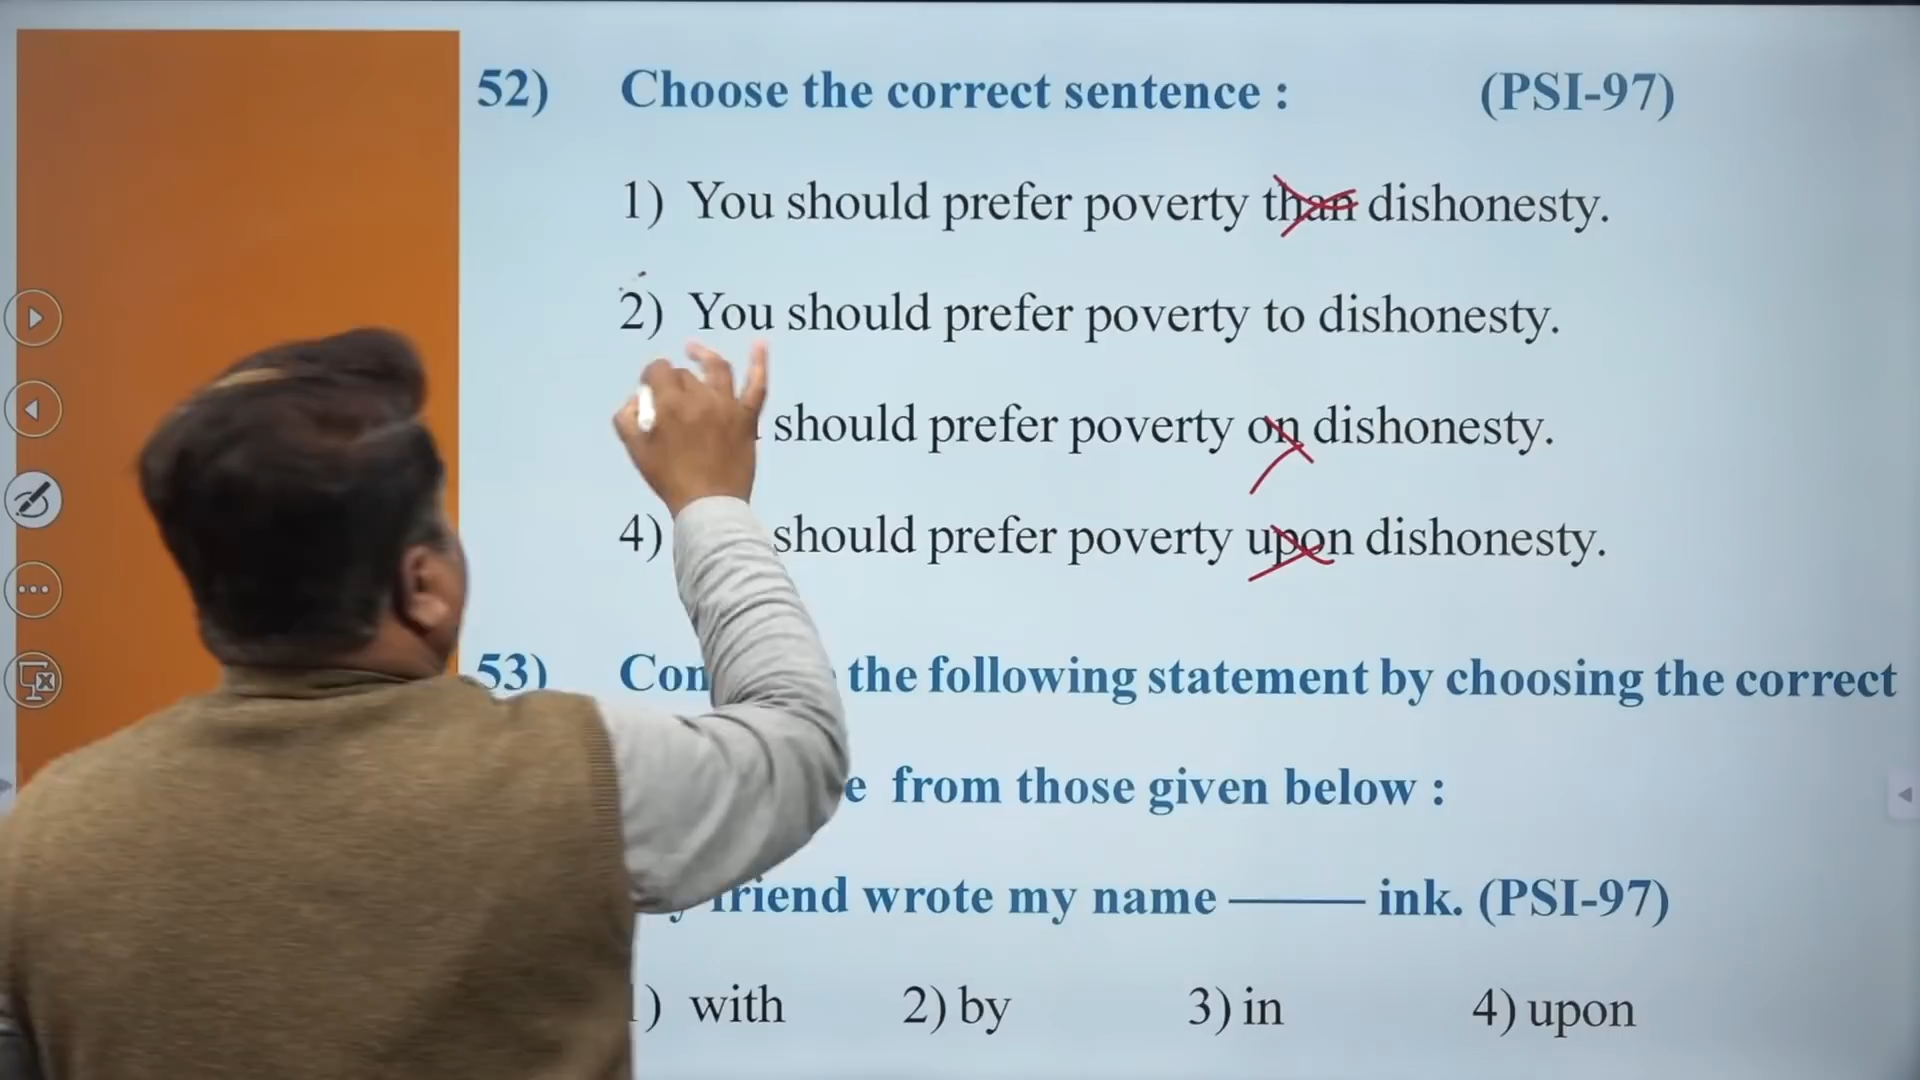 52) Choose the correct sentence : (PSI-97)
1) You should prefer poverty than dishonesty.
2) You should prefer poverty to dishonesty.
should prefer poverty on dishonesty.
4) should prefer poverty upon dishonesty.
53) the following statement by choosing the correct
from those given below :
friend wrote my name ——— ink. (PSI-97)
1) with 2) by 3) in 4) upon